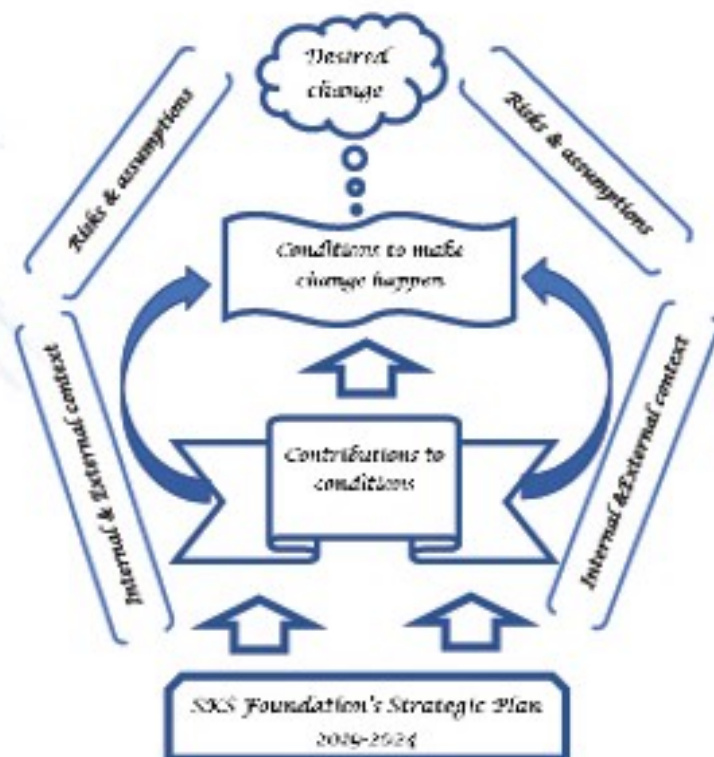 Desired
change
Risks & assumptions
Risks & assumptions
Conditions to make
change happen
Internal & External context
Internal &External context
Contributions to
conditions
SKS Foundation's Strategic Plan
2019-2024